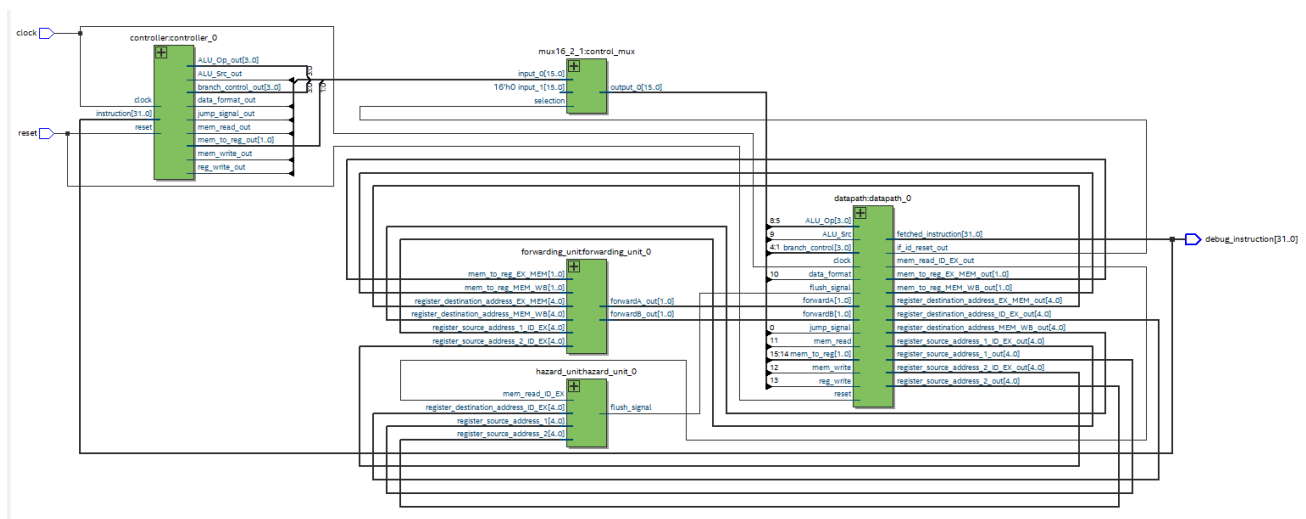 clock
reset
controller:controller_0
clock
instruction[31..0]
reset
ALU_Op_out[3..0]
ALU_Src_out
branch_control_out[3..0]
data_format_out
jump_signal_out
mem_read_out
mem_to_reg_out[1..0]
mem_write_out
reg_write_out
3:0
3:0
1:0
mux16_2_1:control_mux
input_0[15..0]
16'h0 input_1[15..0]
selection
output_0[15..0]
forwarding_unit:forwarding_unit_0
mem_to_reg_EX_MEM[1..0]
mem_to_reg_MEM_WB[1..0]
register_destination_address_EX_MEM[4..0]
register_destination_address_MEM_WB[4..0]
register_source_address_1_ID_EX[4..0]
register_source_address_2_ID_EX[4..0]
forwardA_out[1..0]
forwardB_out[1..0]
hazard_unit:hazard_unit_0
mem_read_ID_EX
register_destination_address_ID_EX[4..0]
register_source_address_1[4..0]
register_source_address_2[4..0]
flush_signal
datapath:datapath_0
8:5 ALU_Op[3..0]
9 ALU_Src
4:1 branch_control[3..0]
clock
10 data_format
flush_signal
forwardA[1..0]
forwardB[1..0]
0 jump_signal
11 mem_read
15:14 mem_to_reg[1..0]
12 mem_write
13 reg_write
reset
fetched_instruction[31..0]
if_id_reset_out
mem_read_ID_EX_out
mem_to_reg_EX_MEM_out[1..0]
mem_to_reg_MEM_WB_out[1..0]
register_destination_address_EX_MEM_out[4..0]
register_destination_address_ID_EX_out[4..0]
register_destination_address_MEM_WB_out[4..0]
register_source_address_1_ID_EX_out[4..0]
register_source_address_1_out[4..0]
register_source_address_2_ID_EX_out[4..0]
register_source_address_2_out[4..0]
debug_instruction[31..0]